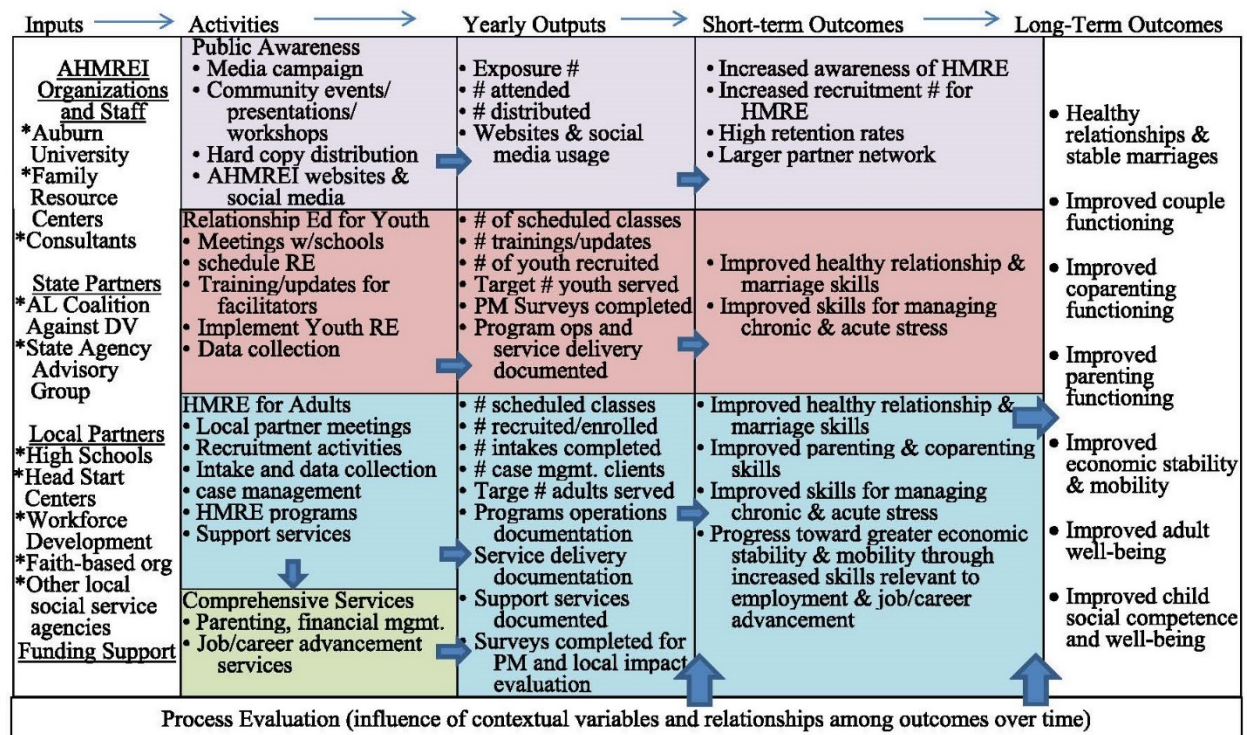 Inputs
Activities
Yearly Outputs
Short-term Outcomes
Long-Term Outcomes
AHMREI
Organizations
and Staff
*Auburn
University
*Family
Resource
Centers
*Consultants
State Partners
*AL Coalition
Against DV
*State Agency
Advisory
Group
Local Partners
*High Schools
*Head Start
Centers
*Workforce
Development
*Faith-based org
*Other local
social service
agencies
Funding Support
Public Awareness
• Media campaign
• Community events/
presentations/
workshops
• Hard copy distribution
• AHMREI websites &
social media
• Exposure #
• # attended
• # distributed
• Websites & social
media usage
• Increased awareness of HMRE
• Increased recruitment # for
HMRE
• High retention rates
• Larger partner network
Relationship Ed for Youth
• Meetings w/schools
• schedule RE
• Training/updates for
facilitators
• Implement Youth RE
• Data collection
• # of scheduled classes
• # trainings/updates
• # of youth recruited
• Target # youth served
• PM Surveys completed
• Program ops and
service delivery
documented
• Improved healthy relationship &
marriage skills
• Improved skills for managing
chronic & acute stress
HMRE for Adults
• Local partner meetings
• Recruitment activities
• Intake and data collection
• case management
• HMRE programs
• Support services
Comprehensive Services
• Parenting, financial mgmt.
• Job/career advancement
services
• # scheduled classes
• # recruited/enrolled
• # intakes completed
• # case mgmt. clients
• Targe # adults served
• Programs operations
documentation
• Service delivery
documentation
• Support services
documented
• Surveys completed for
PM and local impact
evaluation
• Improved healthy relationship &
marriage skills
• Improved parenting & coparenting
skills
• Improved skills for managing
chronic & acute stress
• Progress toward greater economic
stability & mobility through
increased skills relevant to
employment & job/career
advancement
• Healthy
relationships &
stable marriages
• Improved couple
functioning
• Improved
coparenting
functioning
• Improved
parenting
functioning
• Improved
economic stability
& mobility
• Improved adult
well-being
• Improved child
social competence
and well-being
Process Evaluation (influence of contextual variables and relationships among outcomes over time)